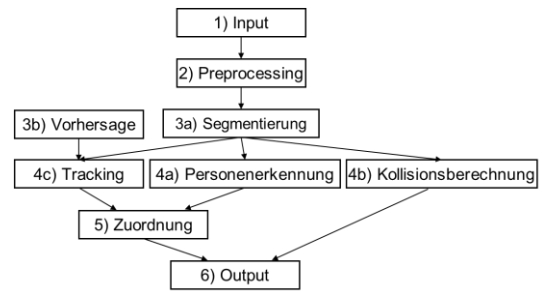 1) Input
2) Preprocessing
3b) Vorhersage
3a) Segmentierung
4c) Tracking
4a) Personenerkennung
4b) Kollisionsberechnung
5) Zuordnung
6) Output